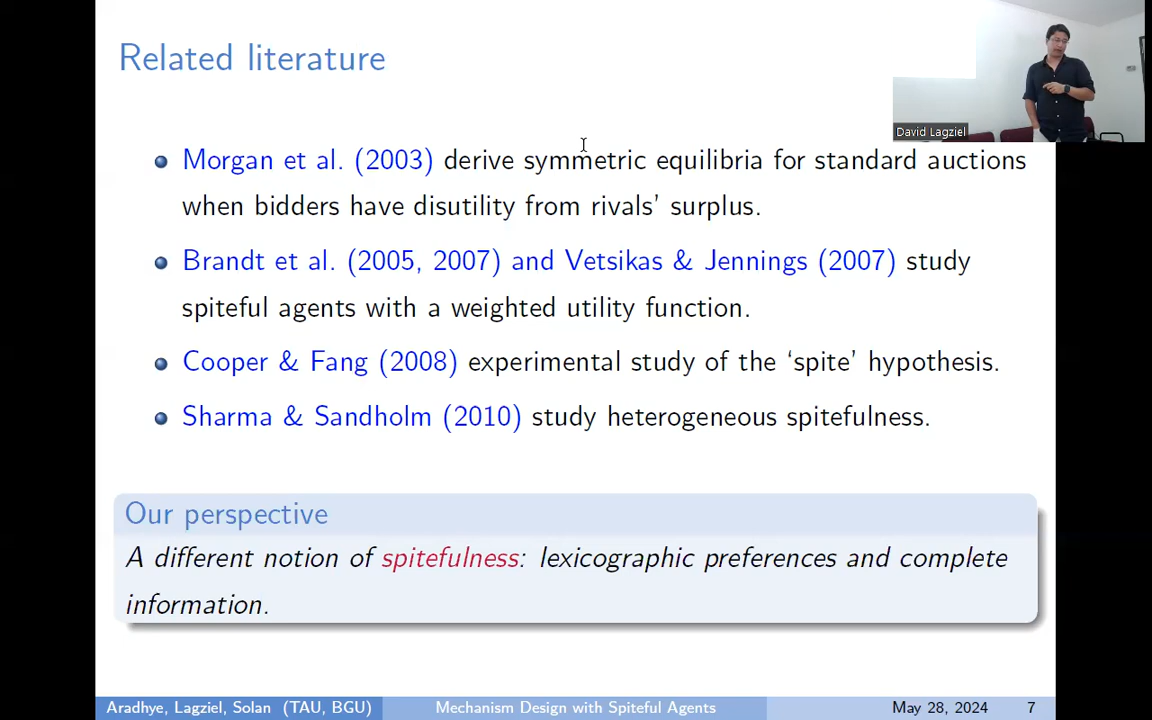 Related literature
David Lagziel
Morgan et al. (2003) derive symmetric equilibria for standard auctions
when bidders have disutility from rivals' surplus.
Brandt et al. (2005, 2007) and Vetsikas & Jennings (2007) study
spiteful agents with a weighted utility function.
Cooper & Fang (2008) experimental study of the ‘spite’ hypothesis.
Sharma & Sandholm (2010) study heterogeneous spitefulness.
Our perspective
A different notion of spitefulness: lexicographic preferences and complete
information.
Aradhye, Lagziel, Solan (TAU, BGU) Mechanism Design with Spiteful Agents May 28, 2024 7